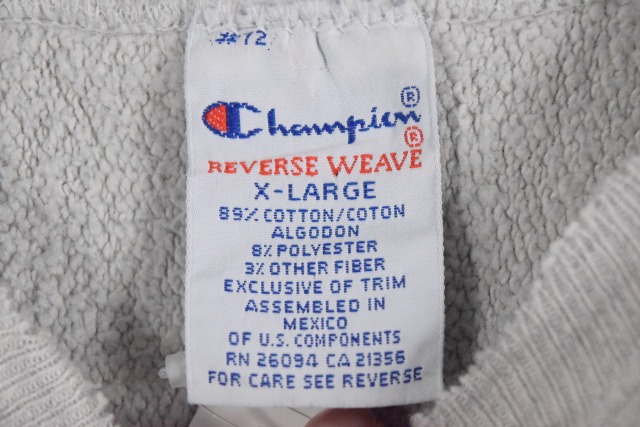 #72
Champion®
REVERSE WEAVE®
X-LARGE
89% COTTON/COTON
ALGODON
8% POLYESTER
3% OTHER FIBER
EXCLUSIVE OF TRIM
ASSEMBLED IN
MEXICO
OF U.S. COMPONENTS
RN 26094 CA 21356
FOR CARE SEE REVERSE